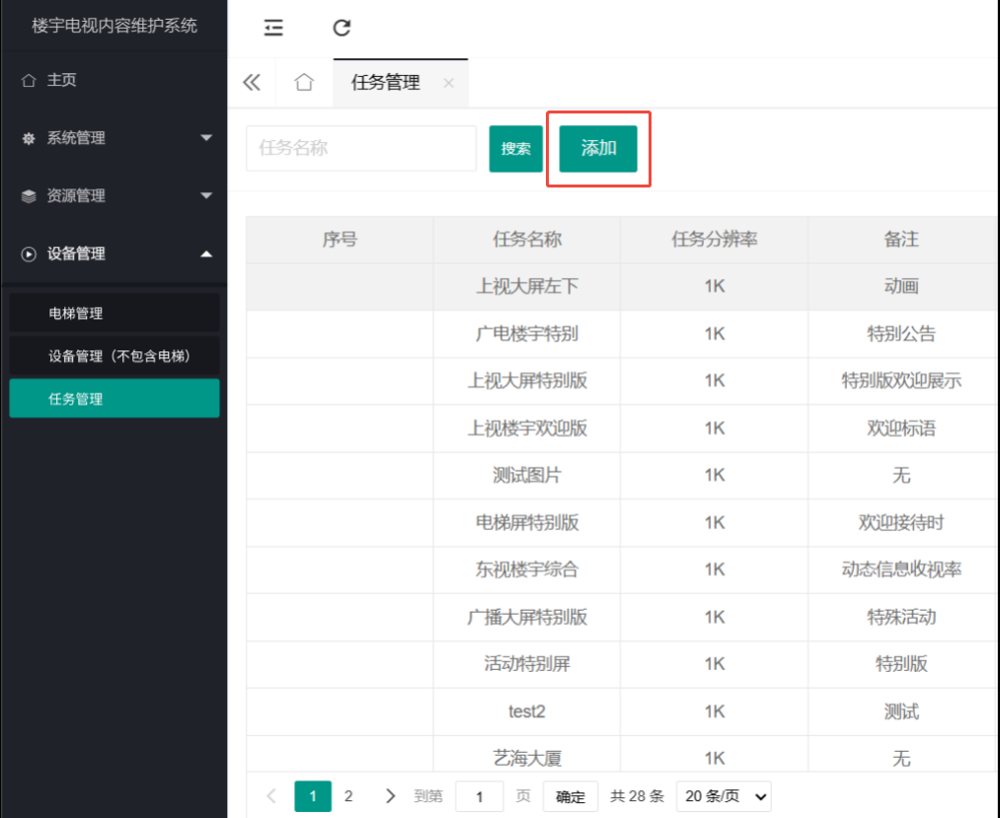 楼宇电视内容维护系统
主页
系统管理
资源管理
设备管理
电梯管理
设备管理（不包含电梯）
任务管理
任务管理
任务名称 搜索 添加
序号 任务名称 任务分辨率 备注
上视大屏左下 1K 动画
广电楼宇特别 1K 特别公告
上视大屏特别版 1K 特别版欢迎展示
上视楼宇欢迎版 1K 欢迎标语
测试图片 1K 无
电梯屏特别版 1K 欢迎接待时
东视楼宇综合 1K 动态信息收视率
广播大屏特别版 1K 特殊活动
活动特别屏 1K 特别版
test2 1K 测试
艺海大厦 1K 无
1 2 到第 1 页 确定 共 28 条 20 条/页